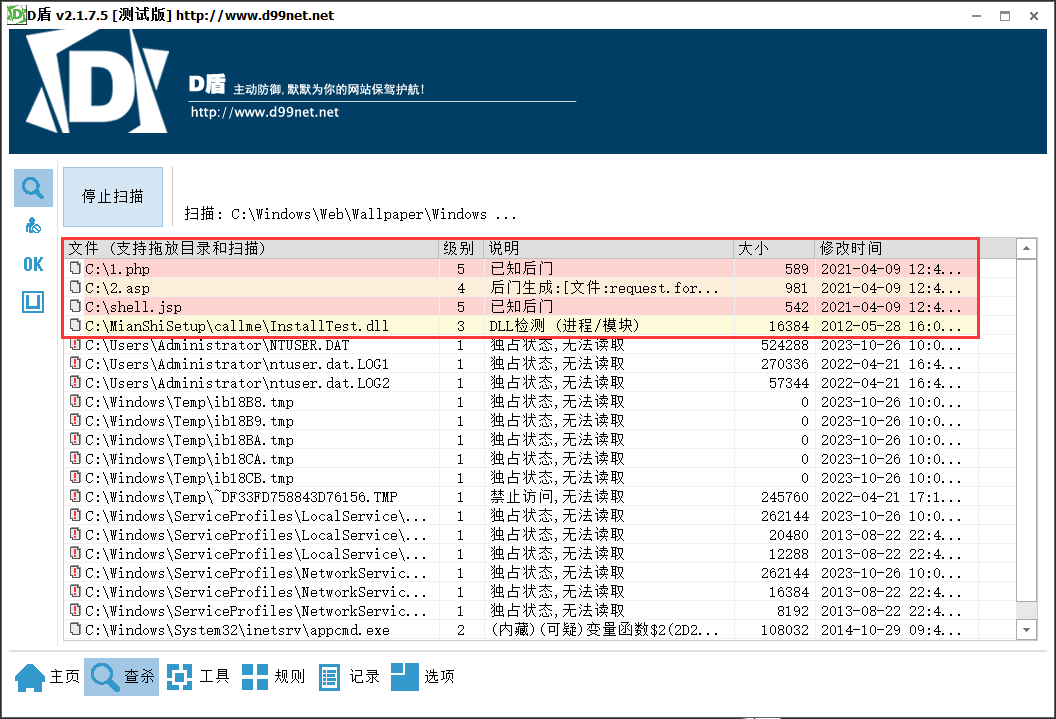 D盾 v2.1.7.5 [测试版] http://www.d99net.net
D盾 主动防御,默默为你的网站保驾护航!
http://www.d99net.net
停止扫描
扫描: C:\Windows\Web\Wallpaper\Windows ...
文件 (支持拖放目录和扫描) 级别 说明 大小 修改时间
C:\1.php 5 已知后门 589 2021-04-09 12:4...
C:\2.asp 4 后门生成:[文件:request.for... 981 2021-04-09 12:4...
C:\shell.jsp 5 已知后门 542 2021-04-09 12:4...
C:\MianShiSetup\callme\InstallTest.dll 3 DLL检测 (进程/模块) 16384 2012-05-28 16:0...
C:\Users\Administrator\NTUSER.DAT 1 独占状态,无法读取 524288 2023-10-26 10:0...
C:\Users\Administrator\ntuser.dat.LOG1 1 独占状态,无法读取 270336 2022-04-21 16:4...
C:\Users\Administrator\ntuser.dat.LOG2 1 独占状态,无法读取 57344 2022-04-21 16:4...
C:\Windows\Temp\ib18B8.tmp 1 独占状态,无法读取 0 2023-10-26 10:0...
C:\Windows\Temp\ib18B9.tmp 1 独占状态,无法读取 0 2023-10-26 10:0...
C:\Windows\Temp\ib18BA.tmp 1 独占状态,无法读取 0 2023-10-26 10:0...
C:\Windows\Temp\ib18CA.tmp 1 独占状态,无法读取 0 2023-10-26 10:0...
C:\Windows\Temp\ib18CB.tmp 1 独占状态,无法读取 0 2023-10-26 10:0...
C:\Windows\Temp\~DF33FD758843D76156.TMP 1 禁止访问,无法读取 245760 2022-04-21 17:1...
C:\Windows\ServiceProfiles\LocalService\... 1 独占状态,无法读取 262144 2023-10-26 10:0...
C:\Windows\ServiceProfiles\LocalService\... 1 独占状态,无法读取 20480 2013-08-22 22:4...
C:\Windows\ServiceProfiles\LocalService\... 1 独占状态,无法读取 12288 2013-08-22 22:4...
C:\Windows\ServiceProfiles\NetworkServic... 1 独占状态,无法读取 262144 2023-10-26 10:0...
C:\Windows\ServiceProfiles\NetworkServic... 1 独占状态,无法读取 16384 2013-08-22 22:4...
C:\Windows\ServiceProfiles\NetworkServic... 1 独占状态,无法读取 8192 2013-08-22 22:4...
C:\Windows\System32\inetsrv\appcmd.exe 2 (内藏)(可疑)变量函数$2(2D2... 108032 2014-10-29 09:4...
OK
主页 查杀 工具 规则 记录 选项